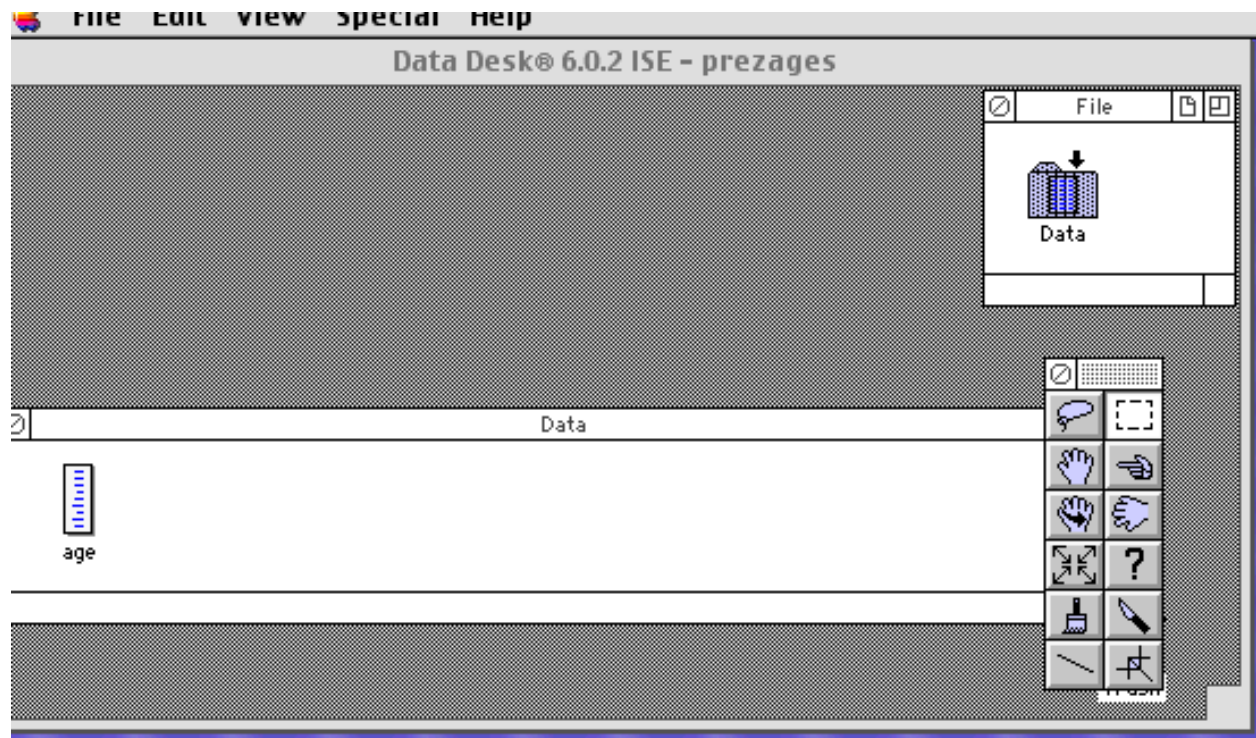 File Edit View Special Help
Data Desk® 6.0.2 ISE - prezages
File
Data
Data
age
?